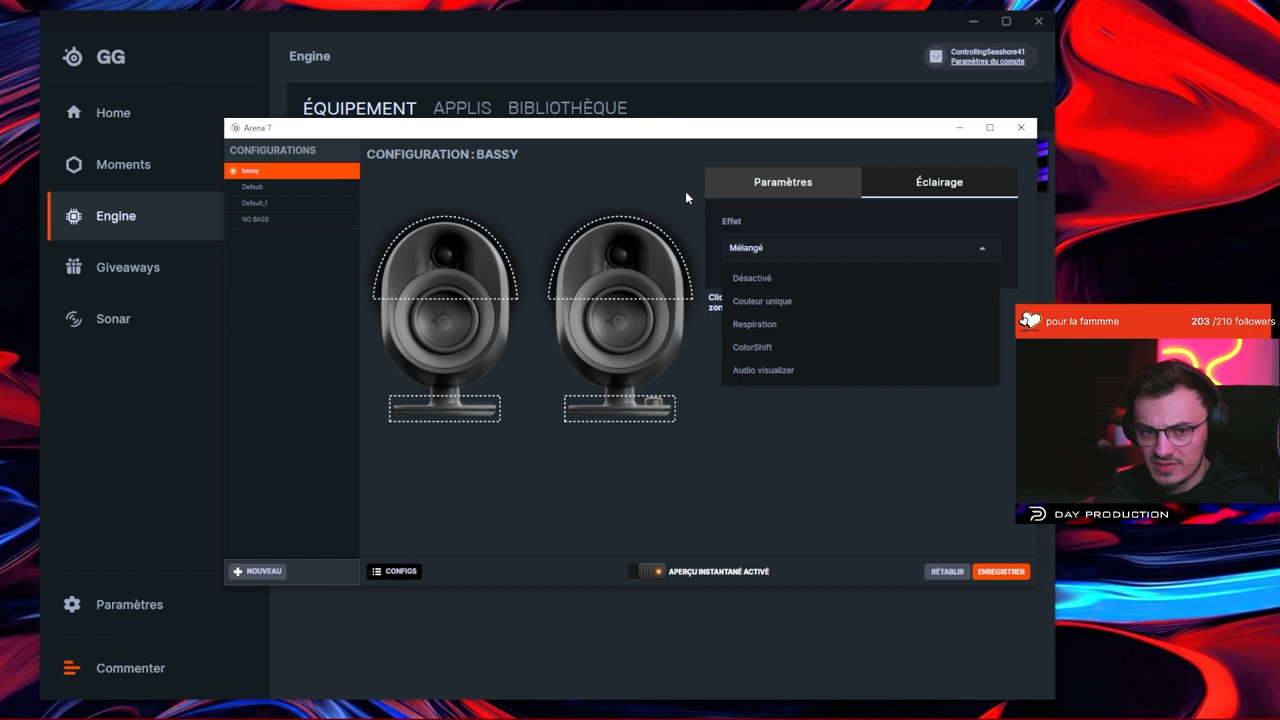 GG
Home
Moments
Engine
Giveaways
Sonar
Paramètres
Commenter
Engine
ControllingSeashore41
Paramètres du compte
ÉQUIPEMENT APPLIS BIBLIOTHÈQUE
Arena 7
CONFIGURATIONS
bassy
Default
Default_1
NO BASS
NOUVEAU
CONFIGURATION : BASSY
Paramètres Éclairage
Effet
Mélangé
Désactivé
Couleur unique
Respiration
ColorShift
Audio visualizer
CONFIGS
APERÇU INSTANTANÉ ACTIVÉ
RÉTABLIR
ENREGISTRER
pour la fammme 203 /210 followers
DAY PRODUCTION